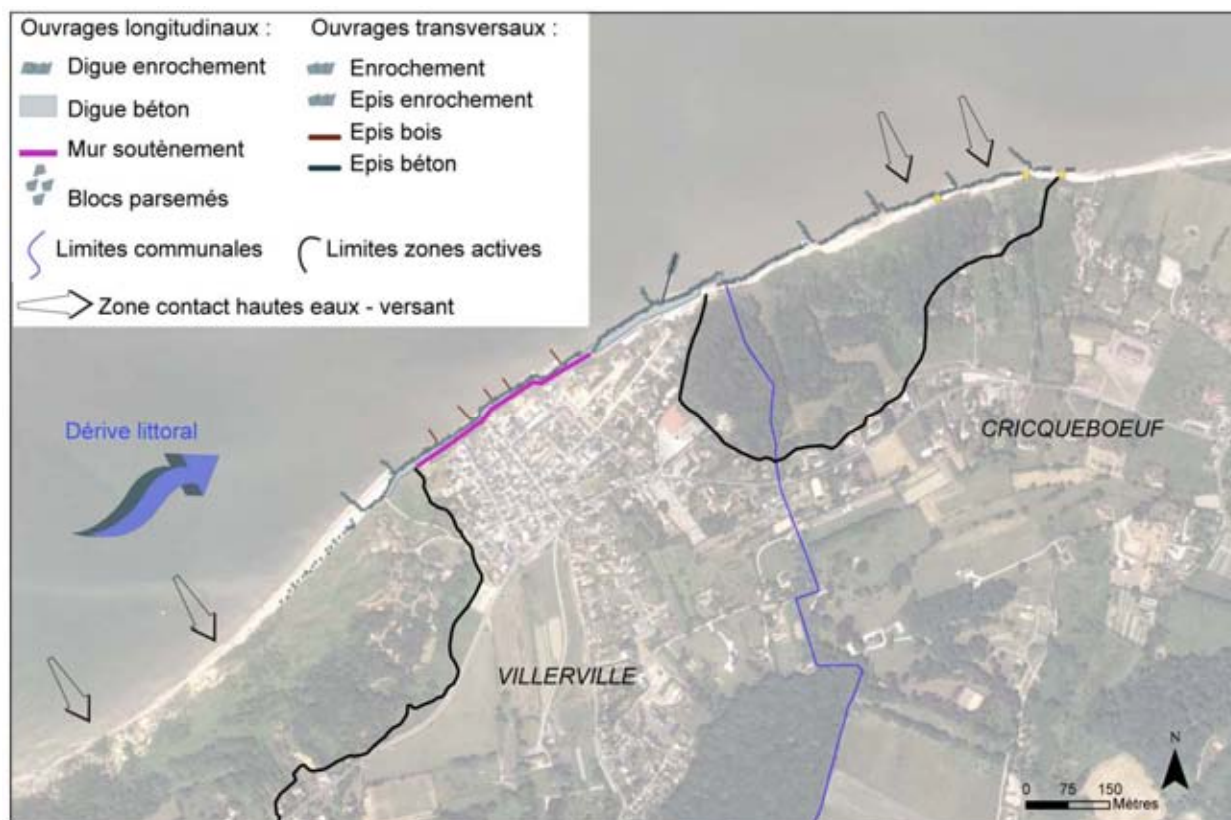 Ouvrages longitudinaux :
Digue enrochement
Digue béton
Mur soutènement
Blocs parsemés
Limites communales
Ouvrages transversaux :
Enrochement
Epis enrochement
Epis bois
Epis béton
Limites zones actives
Zone contact hautes eaux - versant
Dérive littoral
CRICQUEBOEUF
VILLERVILLE
N
0 75 150
Mètres